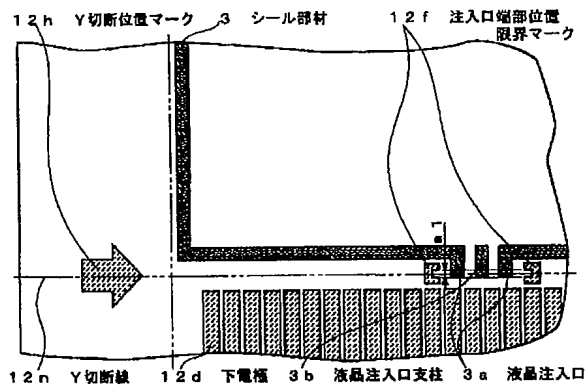 12h Y切断位置マーク 3 シール部材 12f 注入口端部位置
限界マーク
a1
12n Y切断線 12d 下電極 3b 液晶注入口支柱 3a 液晶注入口